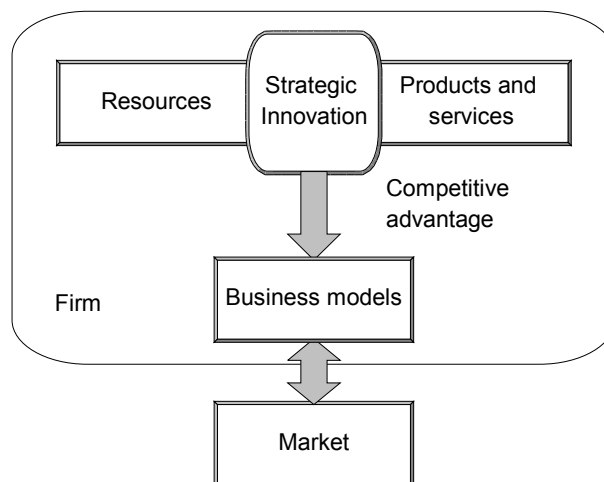 Resources
Strategic
Innovation
Products and
services
Competitive
advantage
Business models
Firm
Market